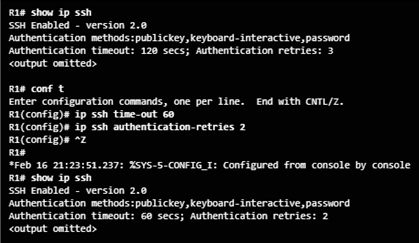 R1# show ip ssh
SSH Enabled - version 2.0
Authentication methods:publickey,keyboard-interactive,password
Authentication timeout: 120 secs; Authentication retries: 3
<output omitted>
R1# conf t
Enter configuration commands, one per line.  End with CNTL/Z.
R1(config)# ip ssh time-out 60
R1(config)# ip ssh authentication-retries 2
R1(config)# ^Z
R1#
*Feb 16 21:23:51.237: %SYS-5-CONFIG_I: Configured from console by console
R1# show ip ssh
SSH Enabled - version 2.0
Authentication methods:publickey,keyboard-interactive,password
Authentication timeout: 60 secs; Authentication retries: 2
<output omitted>